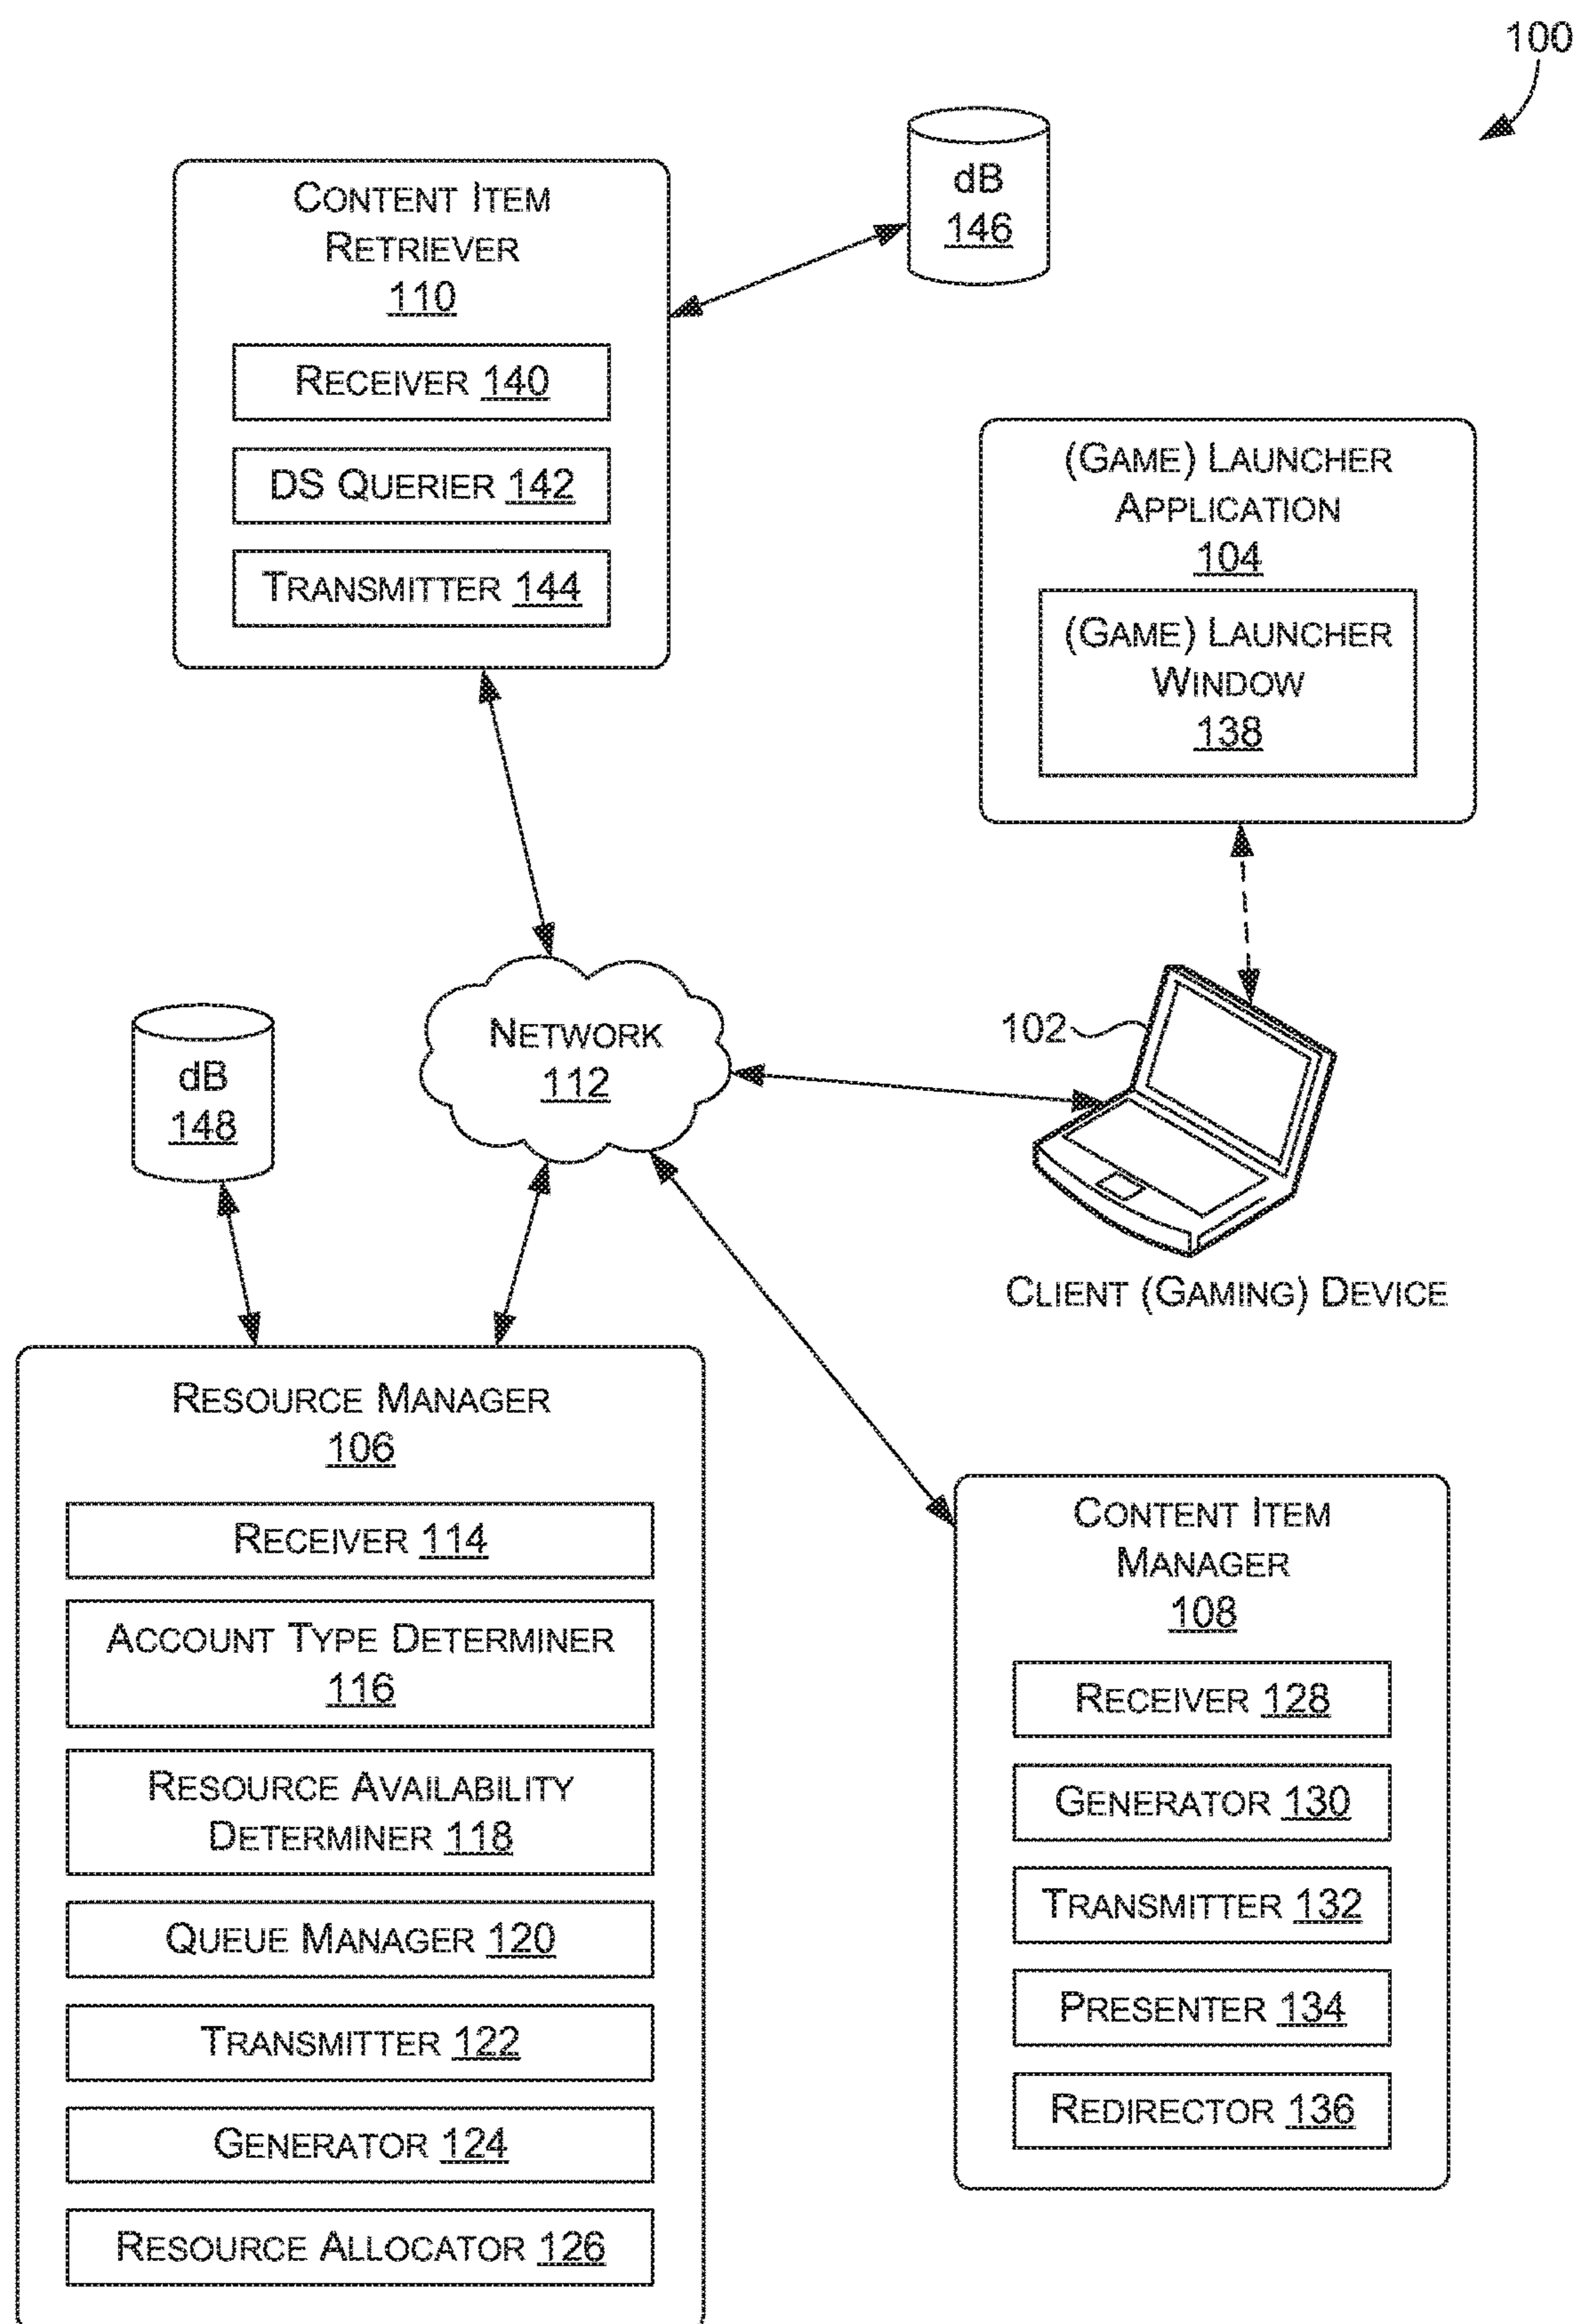 100
CONTENT ITEM
RETRIEVER
110
RECEIVER 140
DS QUERIER 142
TRANSMITTER 144
dB
146
(GAME) LAUNCHER
APPLICATION
104
(GAME) LAUNCHER
WINDOW
138
NETWORK
112
102
CLIENT (GAMING) DEVICE
dB
148
RESOURCE MANAGER
106
RECEIVER 114
ACCOUNT TYPE DETERMINER
116
RESOURCE AVAILABILITY
DETERMINER 118
QUEUE MANAGER 120
TRANSMITTER 122
GENERATOR 124
RESOURCE ALLOCATOR 126
CONTENT ITEM
MANAGER
108
RECEIVER 128
GENERATOR 130
TRANSMITTER 132
PRESENTER 134
REDIRECTOR 136